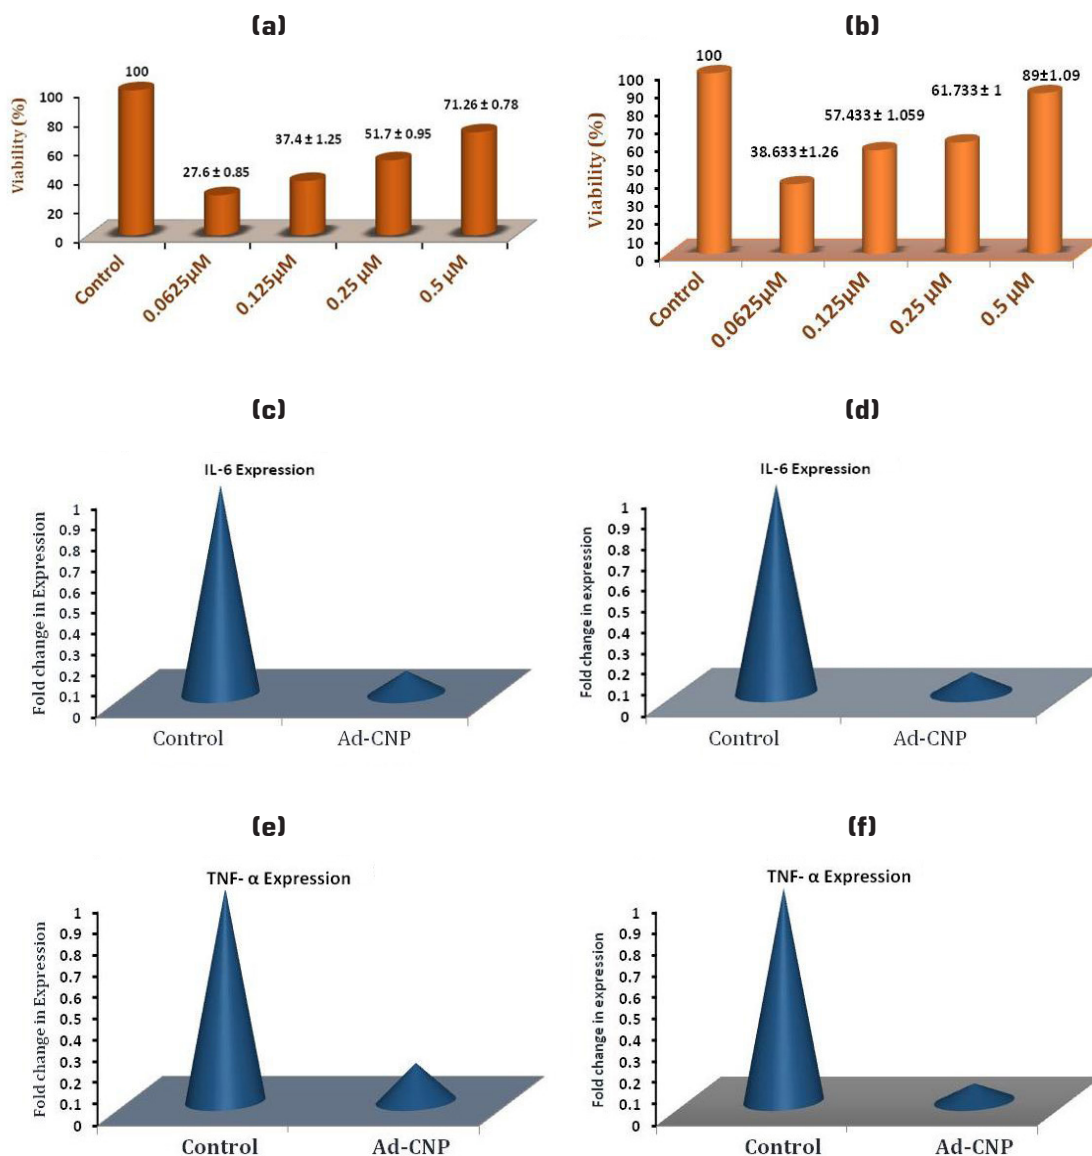 (a)
100
71.26 ± 0.78
51.7 ± 0.95
37.4 ± 1.25
27.6 ± 0.85
Viability (%)
100
80
60
40
20
0
Control
0.0625µM
0.125µM
0.25 µM
0.5 µM
(b)
100
89±1.09
61.733 ± 1
57.433 ± 1.059
38.633 ±1.26
Viability (%)
100
90
80
70
60
50
40
30
20
10
0
Control
0.0625µM
0.125µM
0.25 µM
0.5 µM
(c)
IL-6 Expression
Fold change in Expression
1
0.9
0.8
0.7
0.6
0.5
0.4
0.3
0.2
0.1
0
Control
Ad-CNP
(d)
IL-6 Expression
Fold change in expression
1
0.9
0.8
0.7
0.6
0.5
0.4
0.3
0.2
0.1
0
Control
Ad-CNP
(e)
TNF- α Expression
Fold change in Expression
1
0.9
0.8
0.7
0.6
0.5
0.4
0.3
0.2
0.1
0
Control
Ad-CNP
(f)
TNF- α Expression
Fold change in expression
1
0.9
0.8
0.7
0.6
0.5
0.4
0.3
0.2
0.1
0
Control
Ad-CNP